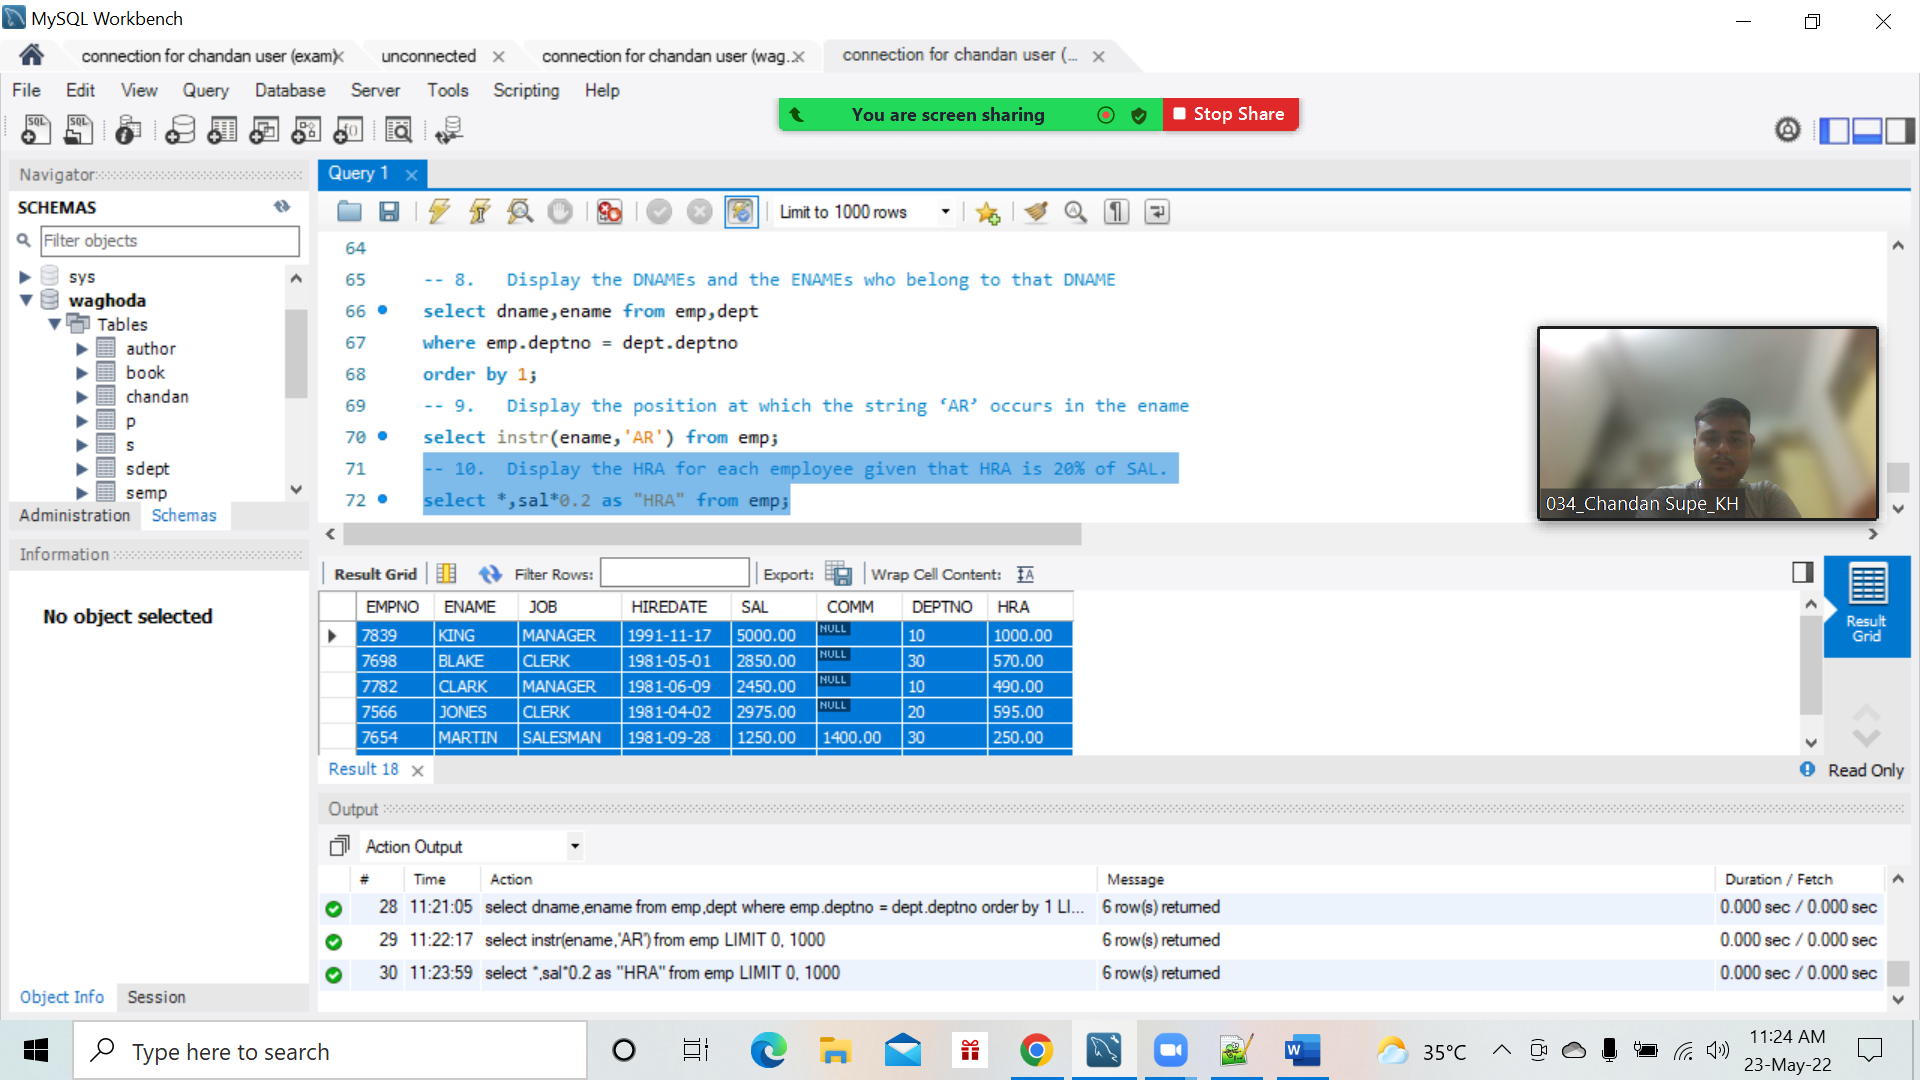 MySQL Workbench
connection for chandan user (exam)
unconnected
connection for chandan user (wag...
connection for chandan user (...
File Edit View Query Database Server Tools Scripting Help
You are screen sharing
Stop Share
Navigator
Query 1
SCHEMAS
Filter objects
Limit to 1000 rows
sys
waghoda
Tables
author
book
chandan
p
s
sdept
semp
Administration Schemas
Information
No object selected
Object Info Session
64
65 -- 8. Display the DNAMEs and the ENAMEs who belong to that DNAME
66 select dname,ename from emp,dept
67 where emp.deptno = dept.deptno
68 order by 1;
69 -- 9. Display the position at which the string ‘AR’ occurs in the ename
70 select instr(ename,'AR') from emp;
71 -- 10. Display the HRA for each employee given that HRA is 20% of SAL.
72 select *,sal*0.2 as "HRA" from emp;
034_Chandan Supe_KH
Result Grid Filter Rows: Export: Wrap Cell Content:
EMPNO ENAME JOB HIREDATE SAL COMM DEPTNO HRA
7839 KING MANAGER 1991-11-17 5000.00 NULL 10 1000.00
7698 BLAKE CLERK 1981-05-01 2850.00 NULL 30 570.00
7782 CLARK MANAGER 1981-06-09 2450.00 NULL 10 490.00
7566 JONES CLERK 1981-04-02 2975.00 NULL 20 595.00
7654 MARTIN SALESMAN 1981-09-28 1250.00 1400.00 30 250.00
Result
Grid
Result 18
Read Only
Output
Action Output
# Time Action Message Duration / Fetch
28 11:21:05 select dname,ename from emp,dept where emp.deptno = dept.deptno order by 1 LI... 6 row(s) returned 0.000 sec / 0.000 sec
29 11:22:17 select instr(ename,'AR') from emp LIMIT 0, 1000 6 row(s) returned 0.000 sec / 0.000 sec
30 11:23:59 select *,sal*0.2 as "HRA" from emp LIMIT 0, 1000 6 row(s) returned 0.000 sec / 0.000 sec
Type here to search
35°C
11:24 AM
23-May-22